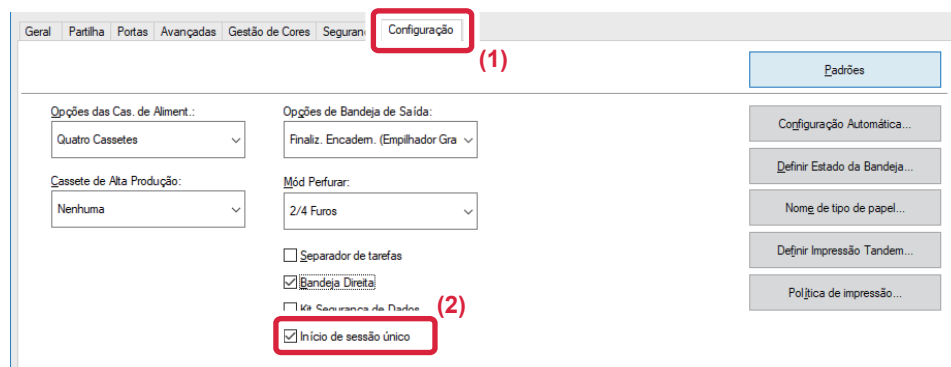 Geral Partilha Portas Avançadas Gestão de Cores Seguran Configuração
(1)
Padrões
Opções das Cas. de Aliment.: Opções de Bandeja de Saída:
Quatro Cassetes Finaliz. Encadern. (Empilhador Gra
Configuração Automática...
Definir Estado da Bandeja...
Cassete de Alta Produção: Mód Perfurar:
Nenhuma 2/4 Furos
Nome de tipo de papel...
Separador de tarefas
Definir Impressão Tandem...
Bandeja Direita
Política de impressão...
Kit Segurança de Dados
(2)
Início de sessão único